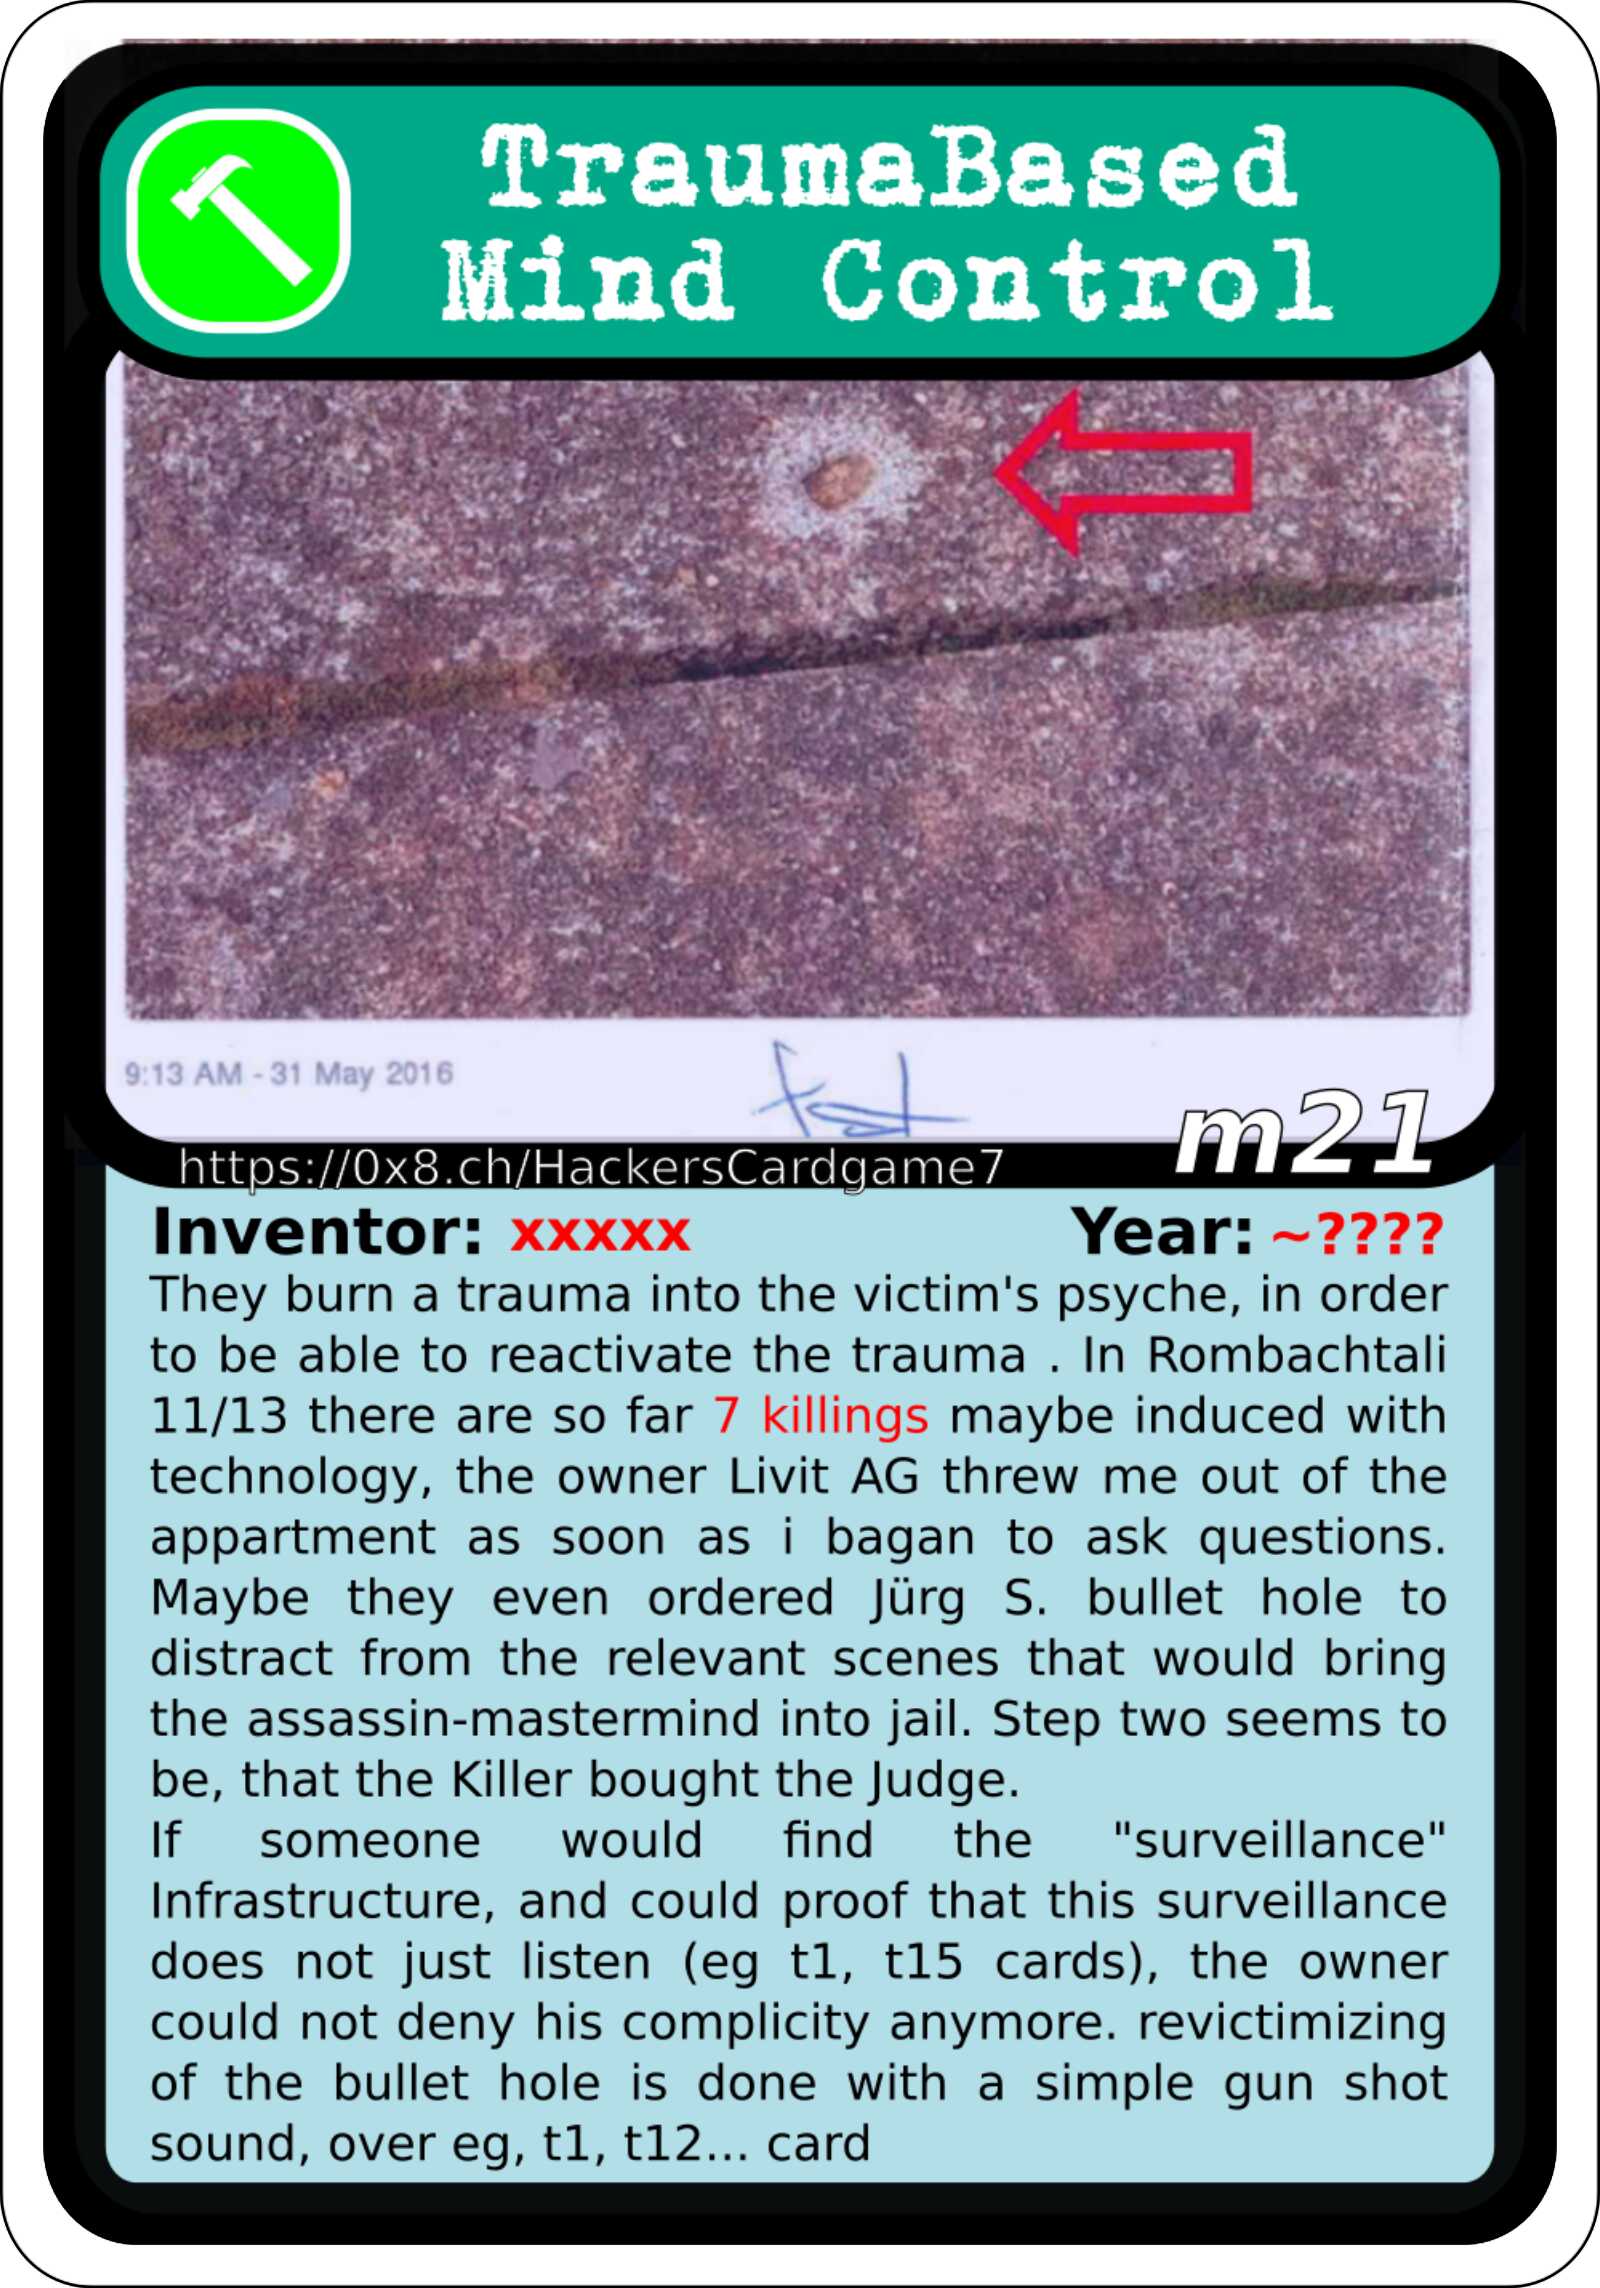 TraumaBased
Mind Control
9:13 AM - 31 May 2016
m21
https://0x8.ch/HackersCardgame7
Inventor: xxxxx Year: ~????
They burn a trauma into the victim's psyche, in order
to be able to reactivate the trauma . In Rombachtali
11/13 there are so far 7 killings maybe induced with
technology, the owner Livit AG threw me out of the
appartment as soon as i bagan to ask questions.
Maybe they even ordered Jürg S. bullet hole to
distract from the relevant scenes that would bring
the assassin-mastermind into jail. Step two seems to
be, that the Killer bought the Judge.
If someone would find the "surveillance"
Infrastructure, and could proof that this surveillance
does not just listen (eg t1, t15 cards), the owner
could not deny his complicity anymore. revictimizing
of the bullet hole is done with a simple gun shot
sound, over eg, t1, t12... card